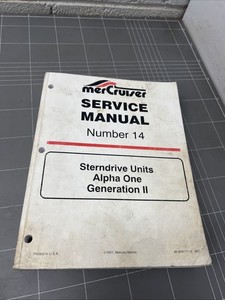 merCruiser
SERVICE
MANUAL
Number 14
Sterndrive Units
Alpha One
Generation II